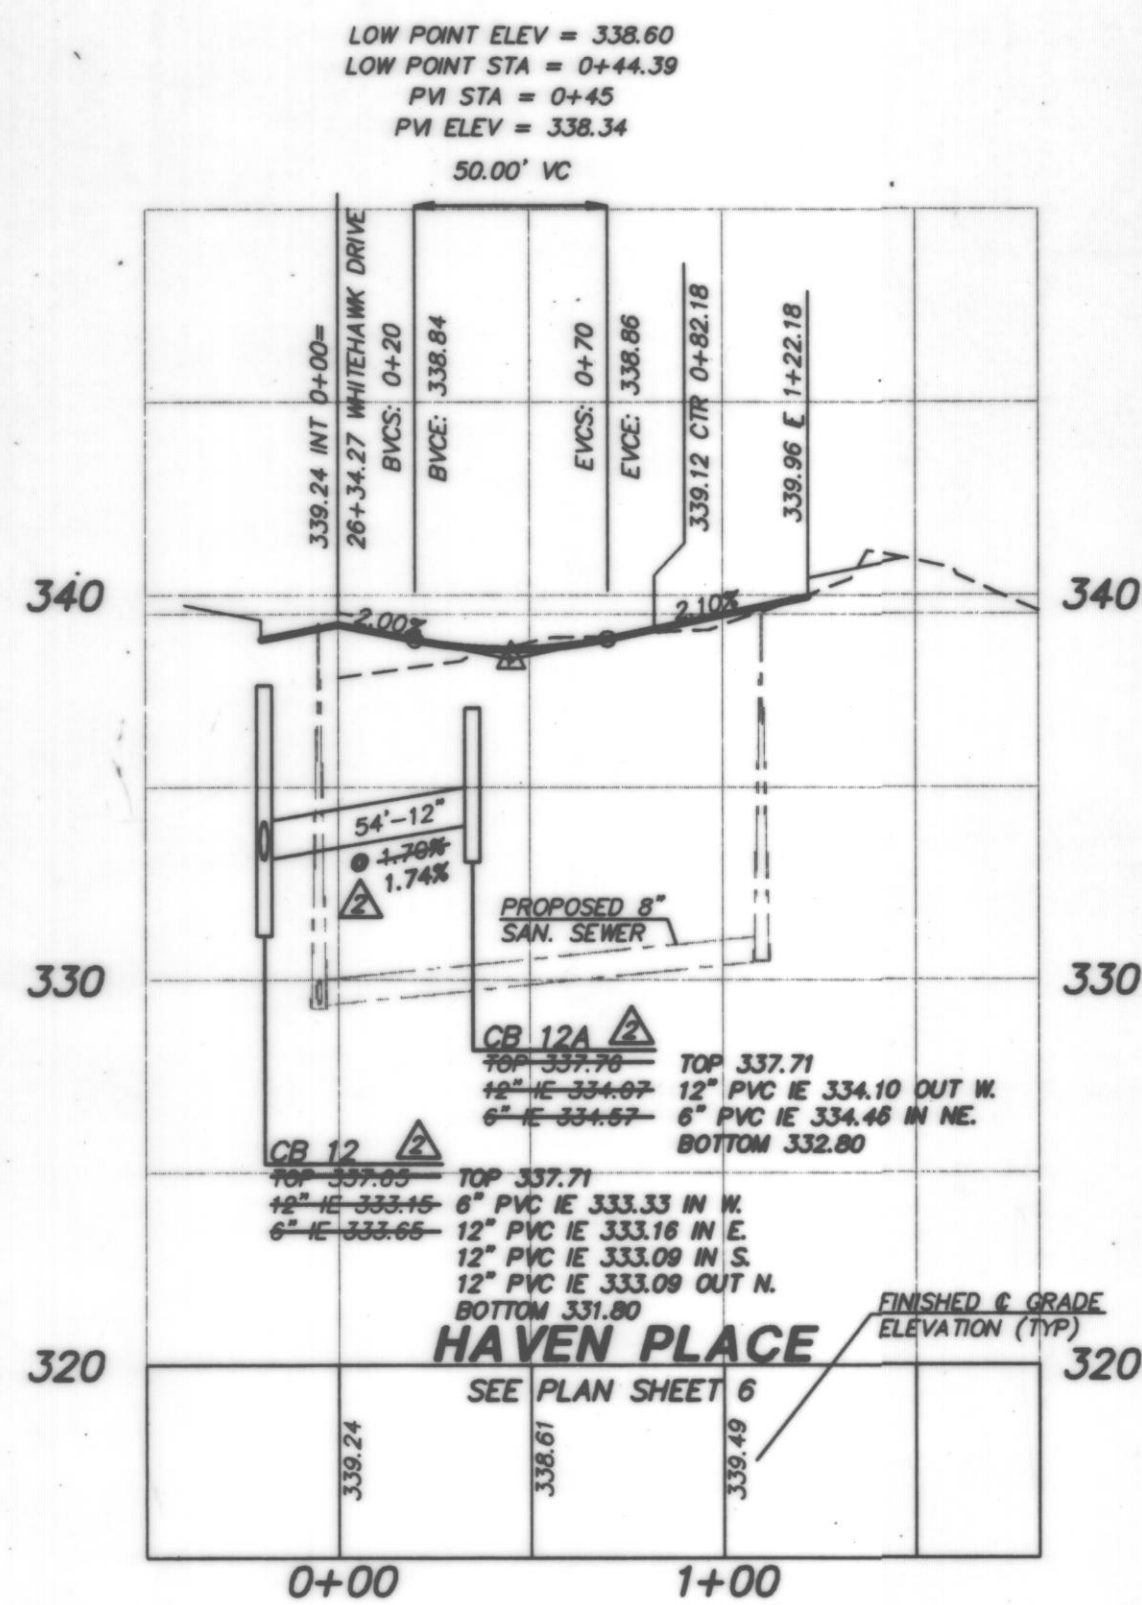 LOW POINT ELEV = 338.60
LOW POINT STA = 0+44.39
PVI STA = 0+45
PVI ELEV = 338.34
50.00' VC
339.24 INT 0+00=
26+34.27 WHITEHAWK DRIVE
BVCS: 0+20
BVCE: 338.84
EVCS: 0+70
EVCE: 338.86
339.12 CTR 0+82.18
339.96 E 1+22.18
340
340
2.00%
2.10%
54'-12"
@ 1.70%
1.74%
2
PROPOSED 8"
SAN. SEWER
330
330
CB 12A 2
TOP 337.70
12" IE 334.07
6" IE 334.57
TOP 337.71
12" PVC IE 334.10 OUT W.
6" PVC IE 334.46 IN NE.
BOTTOM 332.80
CB 12 2
TOP 337.65
12" IE 333.15
6" IE 333.65
TOP 337.71
6" PVC IE 333.33 IN W.
12" PVC IE 333.16 IN E.
12" PVC IE 333.09 IN S.
12" PVC IE 333.09 OUT N.
BOTTOM 331.80
FINISHED ℄ GRADE
ELEVATION (TYP)
HAVEN PLACE
320
320
SEE PLAN SHEET 6
339.24
338.61
339.49
0+00
1+00